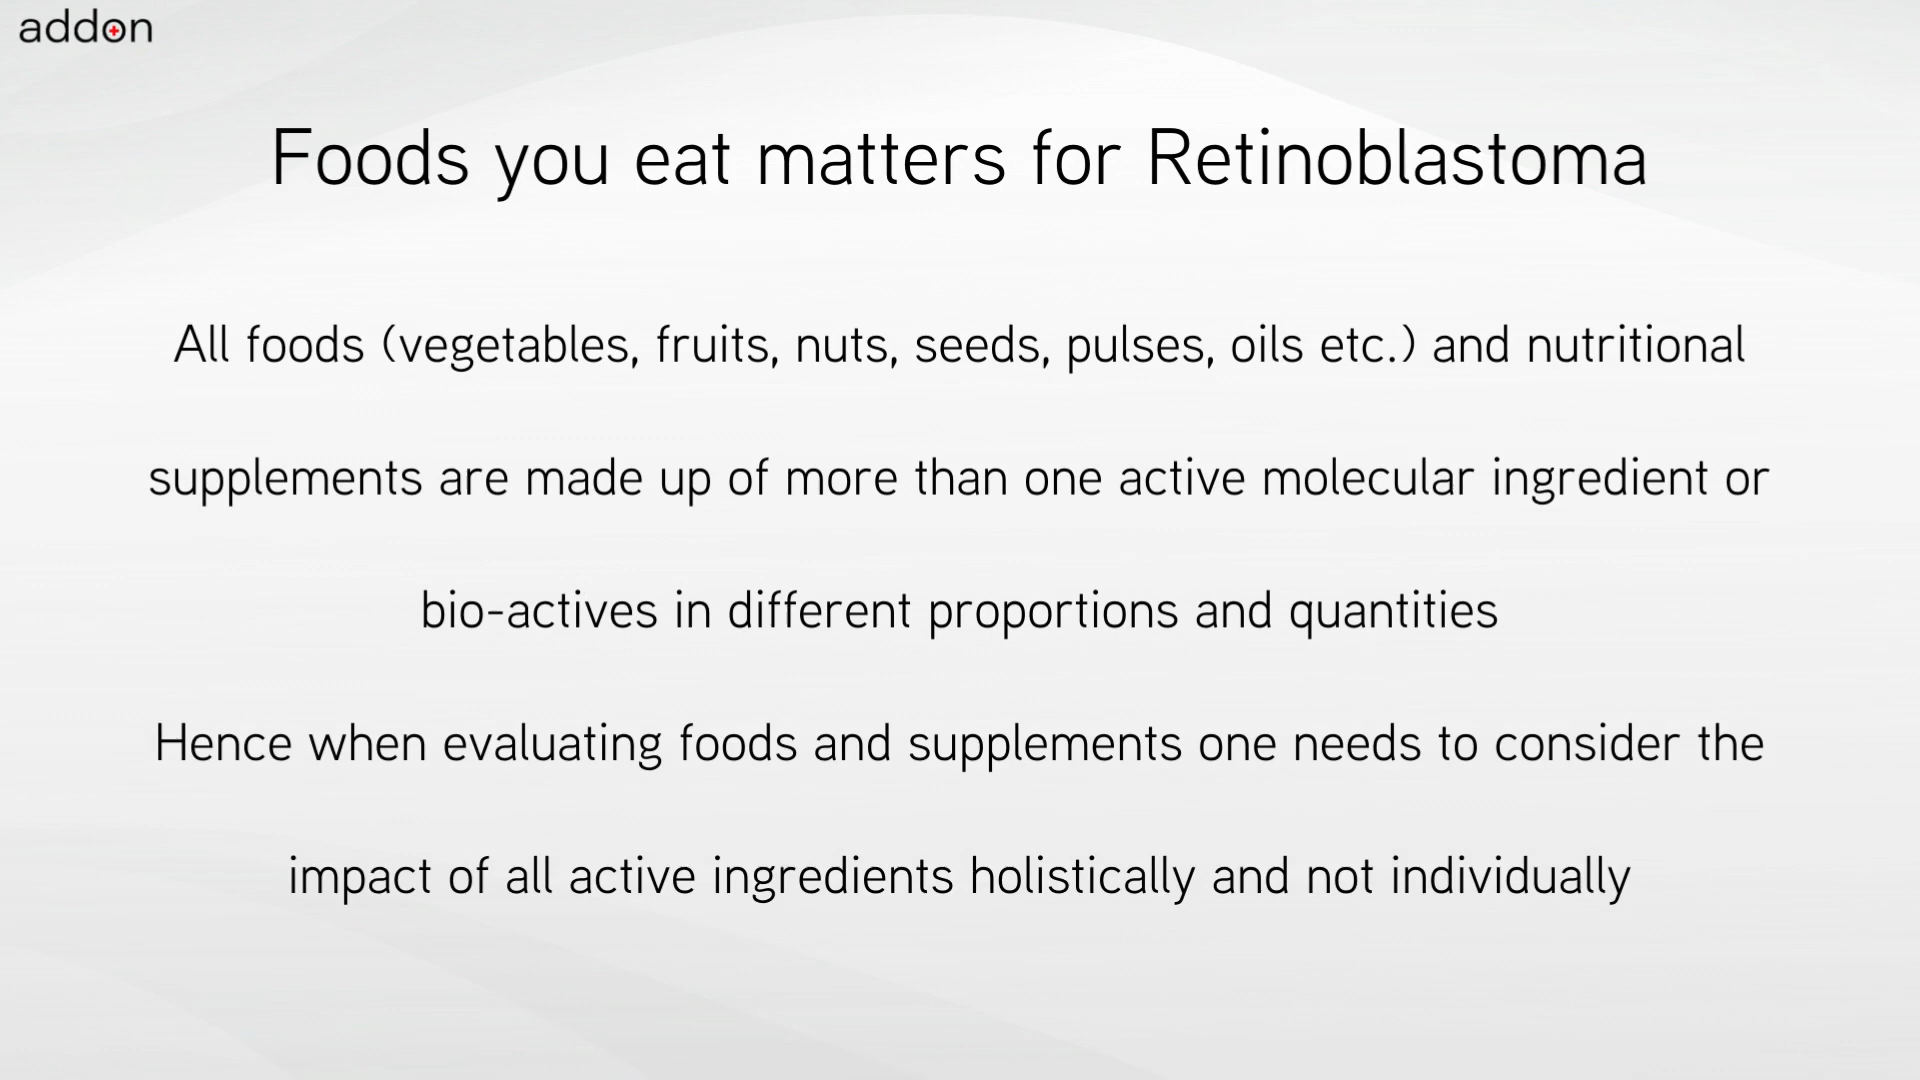 addon
Foods you eat matters for Retinoblastoma
All foods (vegetables, fruits, nuts, seeds, pulses, oils etc.) and nutritional
supplements are made up of more than one active molecular ingredient or
bio-actives in different proportions and quantities
Hence when evaluating foods and supplements one needs to consider the
impact of all active ingredients holistically and not individually